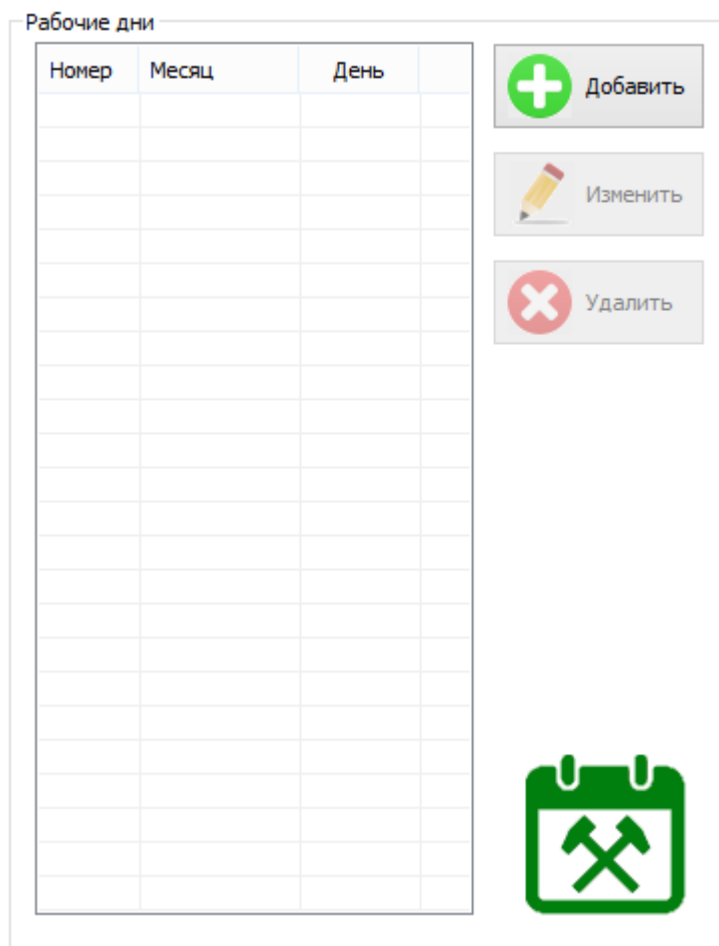 Рабочие дни
Номер Месяц День
Добавить
Изменить
Удалить